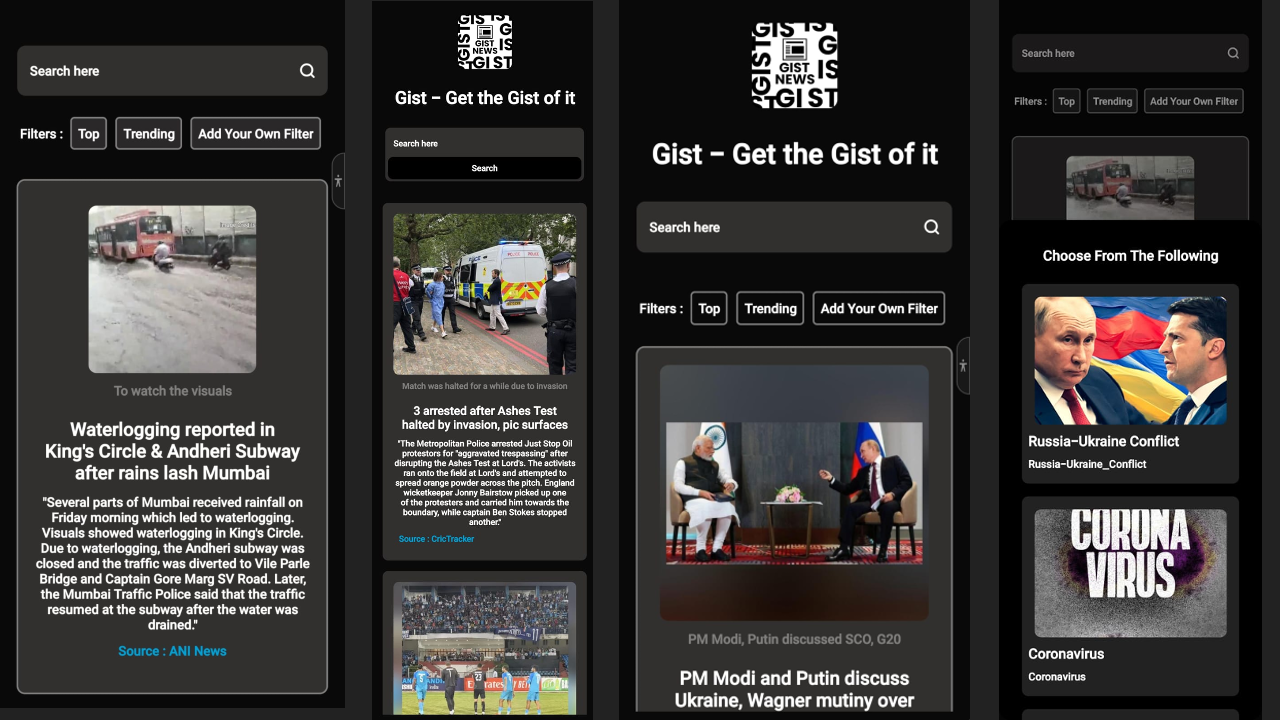 Search here
Filters :
Top
Trending
Add Your Own Filter
To watch the visuals
Waterlogging reported in
King's Circle & Andheri Subway
after rains lash Mumbai
"Several parts of Mumbai received rainfall on
Friday morning which led to waterlogging.
Visuals showed waterlogging in King's Circle.
Due to waterlogging, the Andheri subway was
closed and the traffic was diverted to Vile Parle
Bridge and Captain Gore Marg SV Road. Later,
the Mumbai Traffic Police said that the traffic
resumed at the subway after the water was
drained."
Source : ANI News
GIST
NEWS
Gist – Get the Gist of it
Search here
Search
POLICE
Match was halted for a while due to invasion
3 arrested after Ashes Test
halted by invasion, pic surfaces
"The Metropolitan Police arrested Just Stop Oil
protestors for "aggravated trespassing" after
disrupting the Ashes Test at Lord's. The activists
ran onto the field at Lord's and attempted to
spread orange powder across the pitch. England
wicketkeeper Jonny Bairstow picked up one
of the protesters and carried him towards the
boundary, while captain Ben Stokes stopped
another."
Source : CricTracker
Emirates
GIST
NEWS
Gist – Get the Gist of it
Search here
Filters :
Top
Trending
Add Your Own Filter
PM Modi, Putin discussed SCO, G20
PM Modi and Putin discuss
Ukraine, Wagner mutiny over
Search here
Filters :
Top
Trending
Add Your Own Filter
Choose From The Following
Russia–Ukraine Conflict
Russia–Ukraine_Conflict
CORONA
VIRUS
Coronavirus
Coronavirus